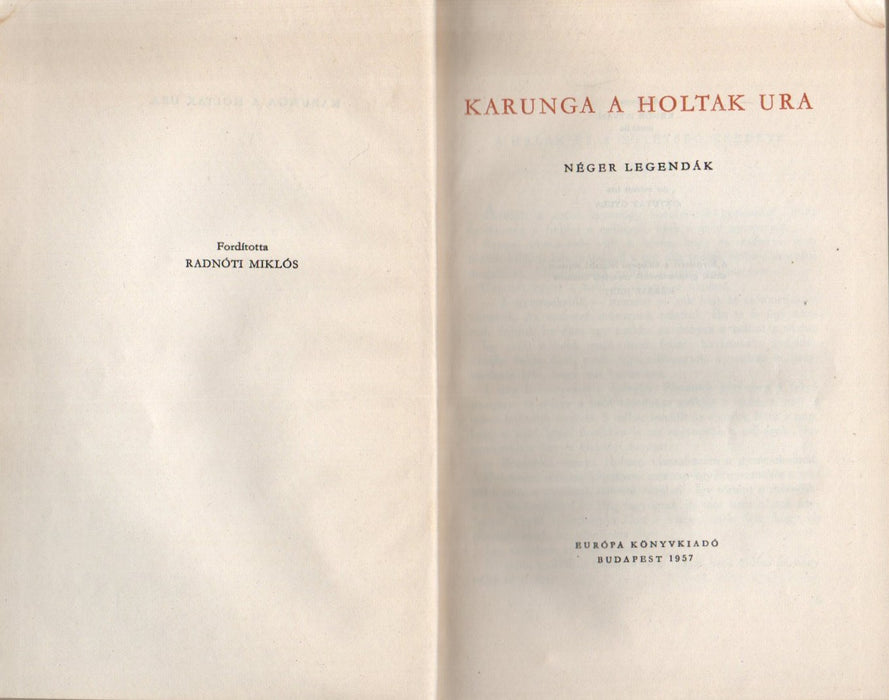 Fordította
RADNÓTI MIKLÓS
KARUNGA A HOLTAK URA
NÉGER LEGENDÁK
EURÓPA KÖNYVKIADÓ
BUDAPEST 1957